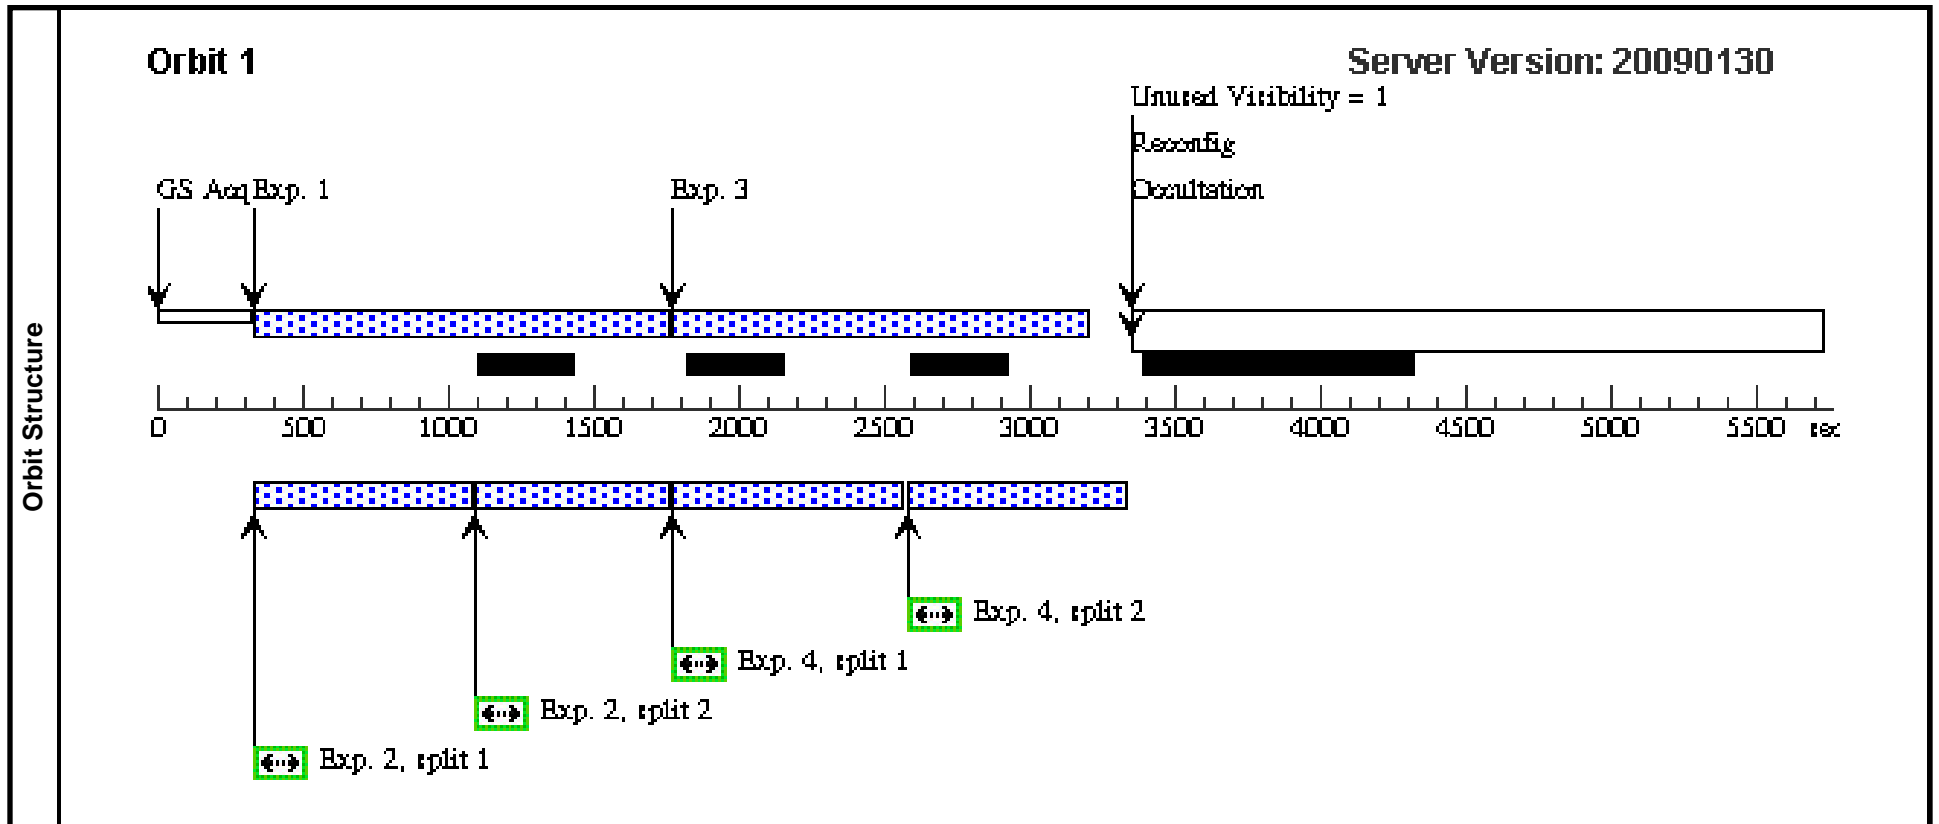 Orbit 1
Server Version: 20090130
Unused Visibility = 1
Reconfig
GS Acq Exp. 1 Exp. 3 Occultation
0 500 1000 1500 2000 2500 3000 3500 4000 4500 5000 5500 sec
Orbit Structure
Exp. 4, split 2
Exp. 4, split 1
Exp. 2, split 2
Exp. 2, split 1